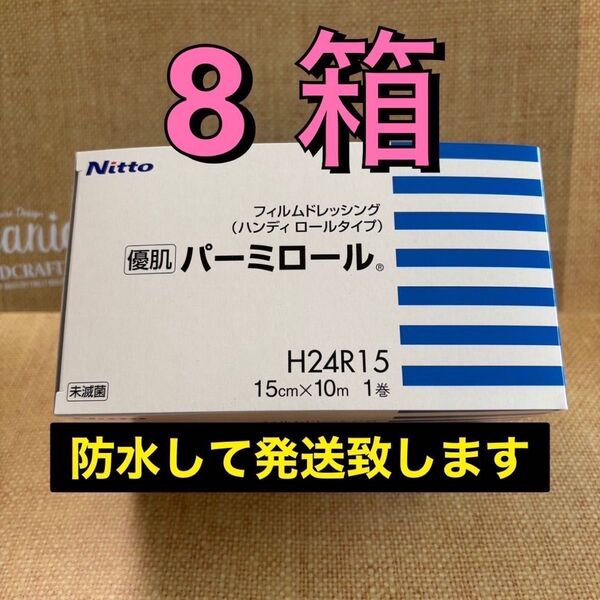 8 箱
Nitto
フィルムドレッシング
(ハンディ ロールタイプ)
優肌 パーミロール®
H24R15
15cm×10m 1巻
未滅菌
防水して発送致します